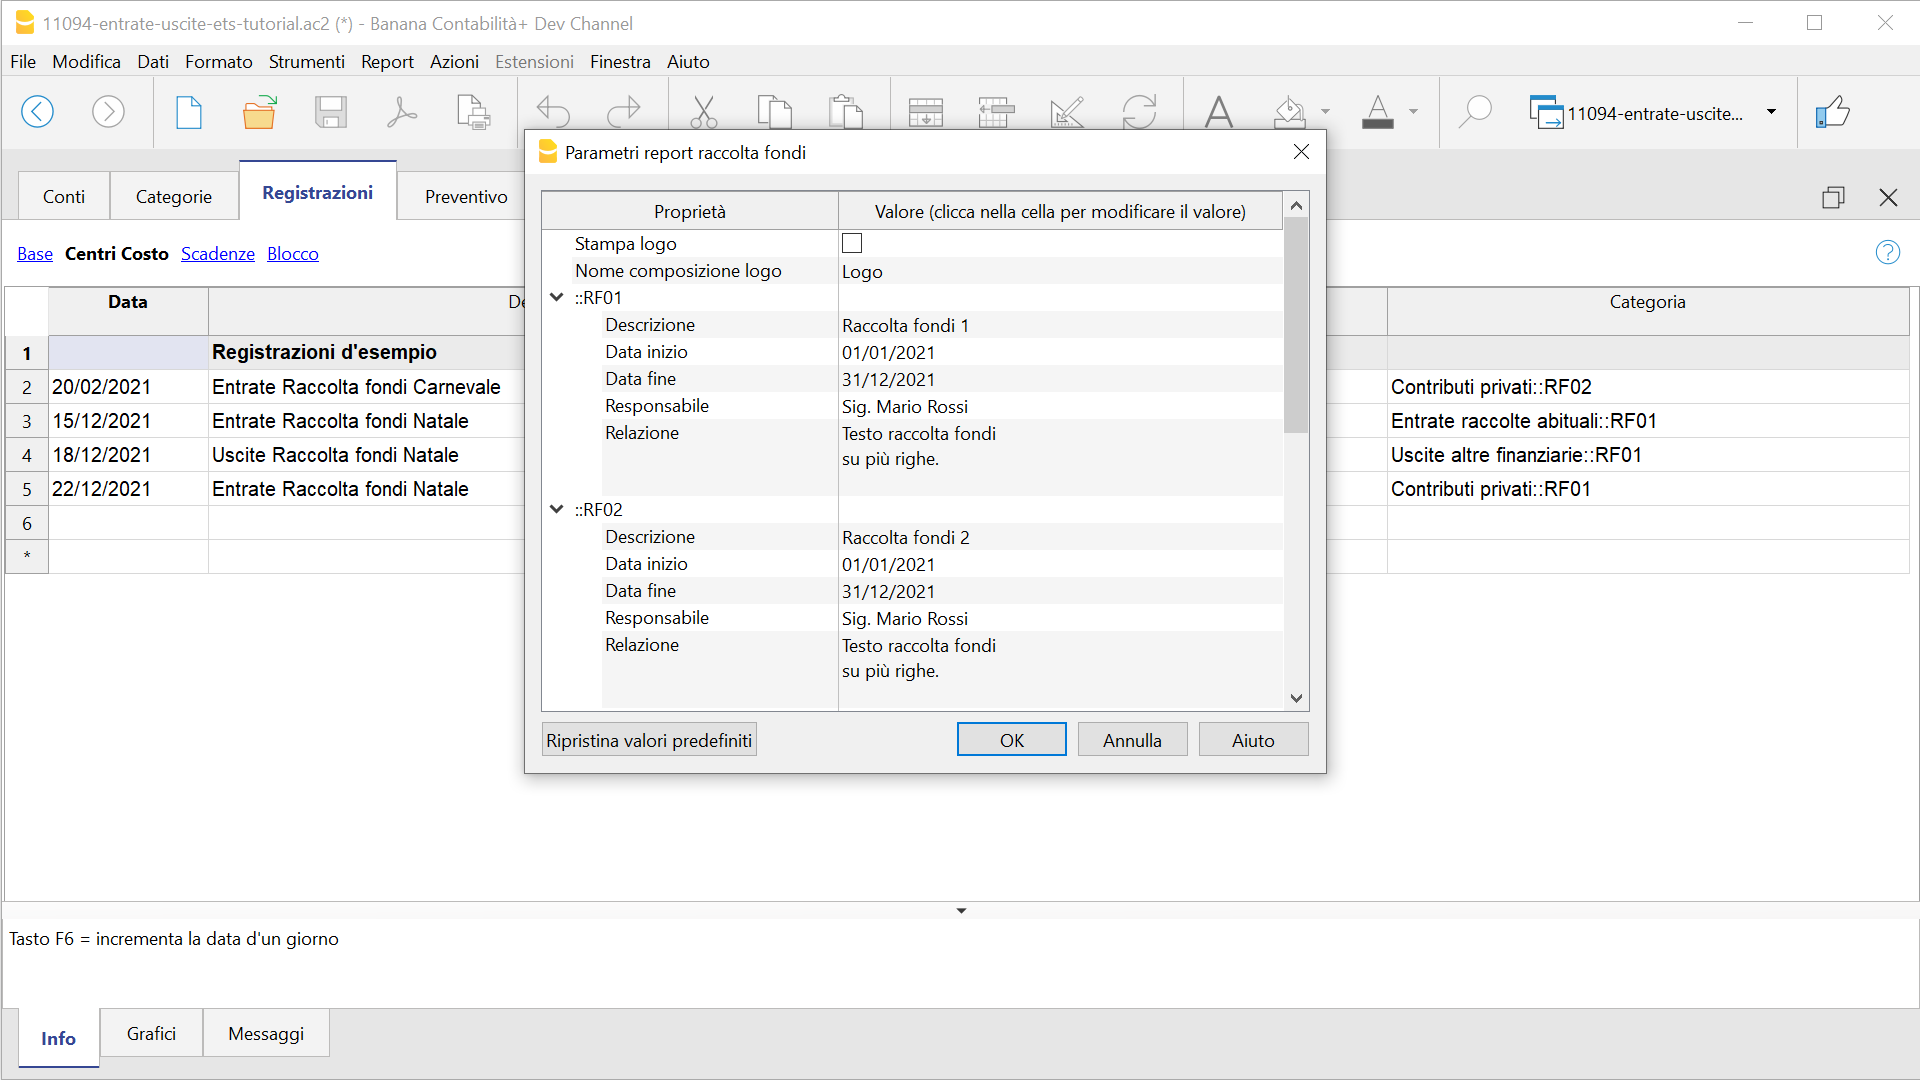 11094-entrate-uscite-ets-tutorial.ac2 (*) - Banana Contabilità+ Dev Channel
File Modifica Dati Formato Strumenti Report Azioni Estensioni Finestra Aiuto
11094-entrate-uscite...
Parametri report raccolta fondi
Conti Categorie Registrazioni Preventivo
Proprietà Valore (clicca nella cella per modificare il valore)
Stampa logo
Base Centri Costo Scadenze Blocco
Nome composizione logo Logo
::RF01
Descrizione Raccolta fondi 1
Data inizio 01/01/2021
Data fine 31/12/2021
Responsabile Sig. Mario Rossi
Relazione Testo raccolta fondi
su più righe.
::RF02
Descrizione Raccolta fondi 2
Data inizio 01/01/2021
Data fine 31/12/2021
Responsabile Sig. Mario Rossi
Relazione Testo raccolta fondi
su più righe.
Ripristina valori predefiniti OK Annulla Aiuto
Data De Categoria
1 Registrazioni d'esempio
2 20/02/2021 Entrate Raccolta fondi Carnevale Contributi privati::RF02
3 15/12/2021 Entrate Raccolta fondi Natale Entrate raccolte abituali::RF01
4 18/12/2021 Uscite Raccolta fondi Natale Uscite altre finanziarie::RF01
5 22/12/2021 Entrate Raccolta fondi Natale Contributi privati::RF01
6
*
Tasto F6 = incrementa la data d'un giorno
Info Grafici Messaggi